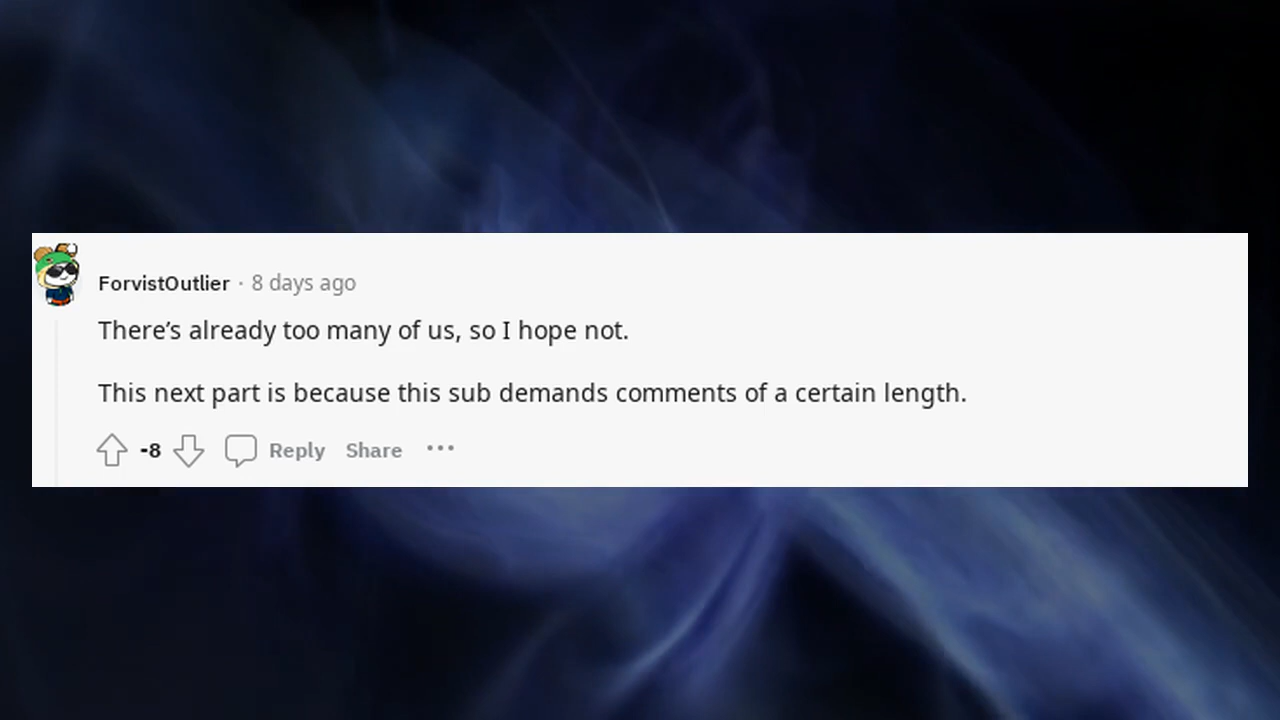 ForvistOutlier · 8 days ago
There’s already too many of us, so I hope not.
This next part is because this sub demands comments of a certain length.
-8 Reply Share ···